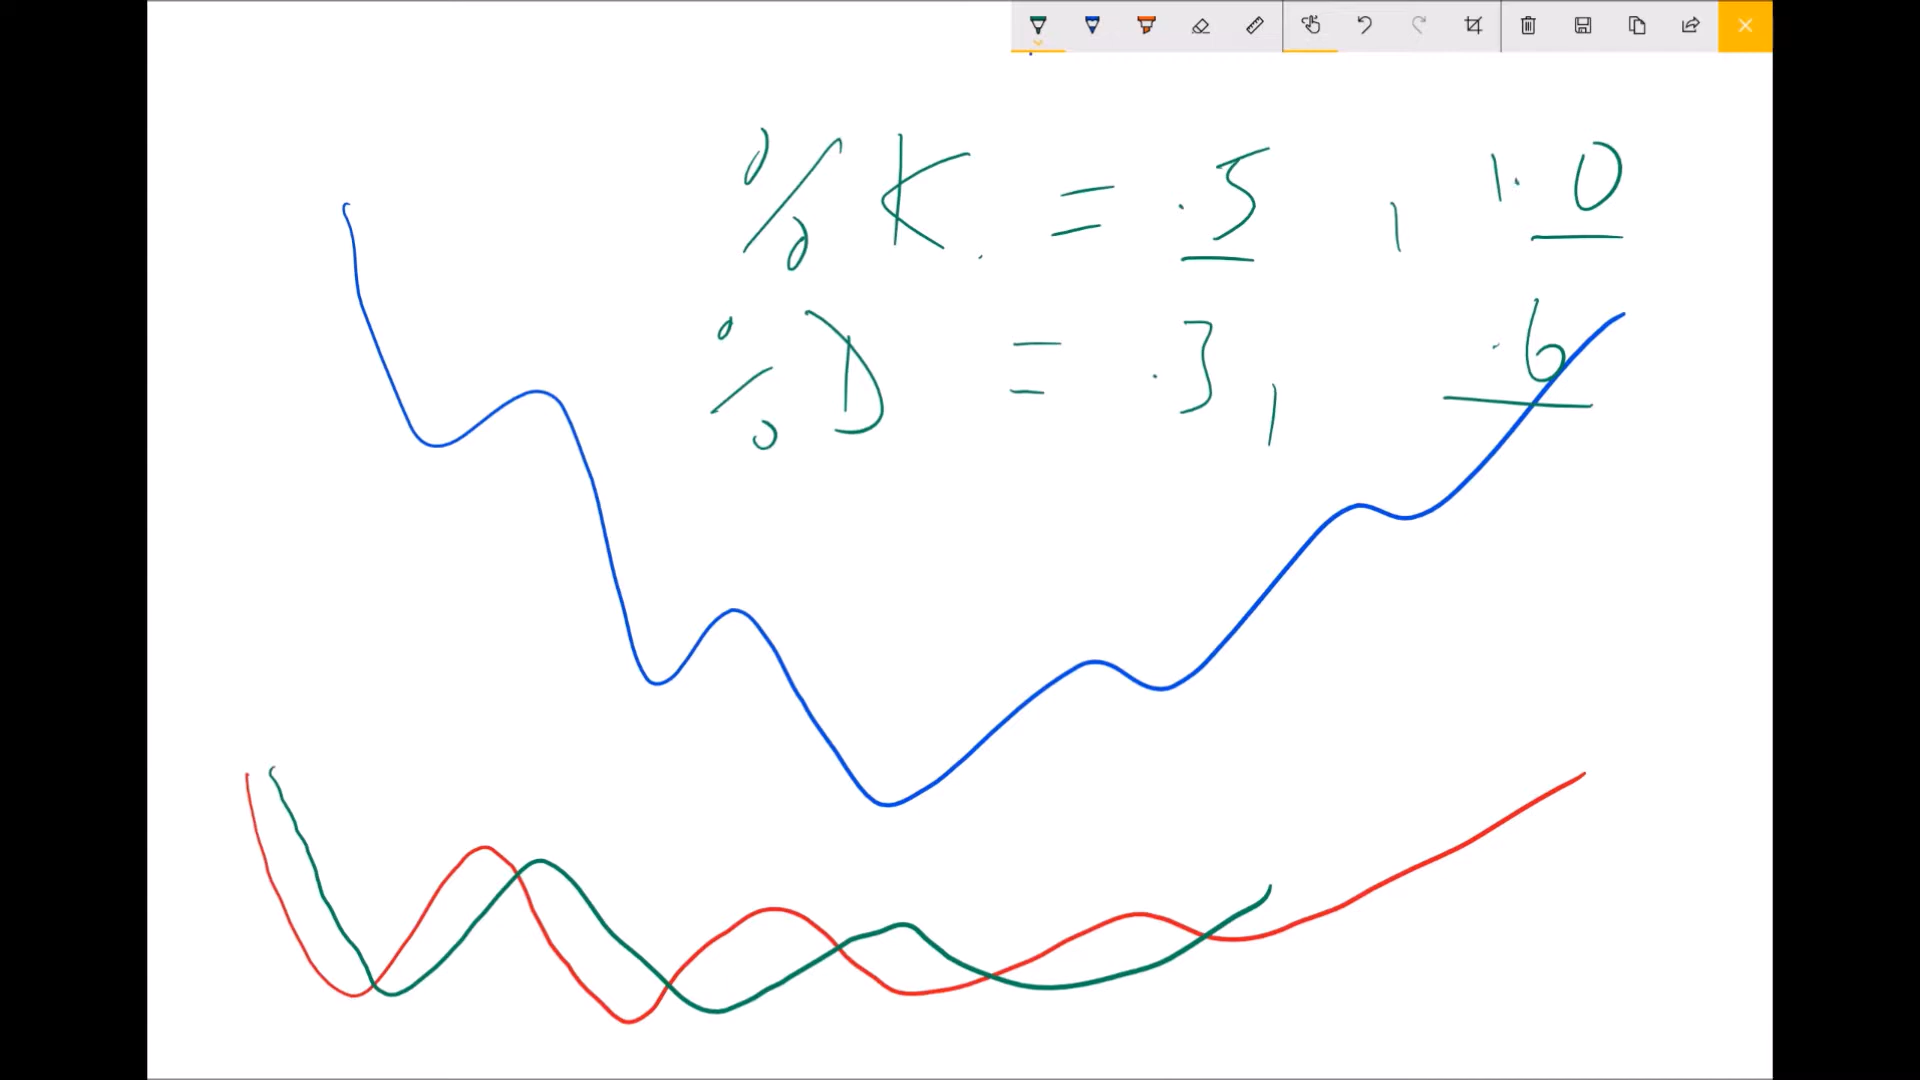 % K. = .5 , 1.0
% D = .3, .6